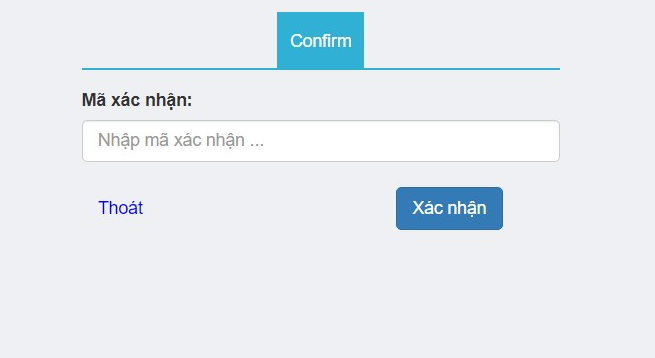 Confirm
Mã xác nhận:
Nhập mã xác nhận ...
Thoát
Xác nhận